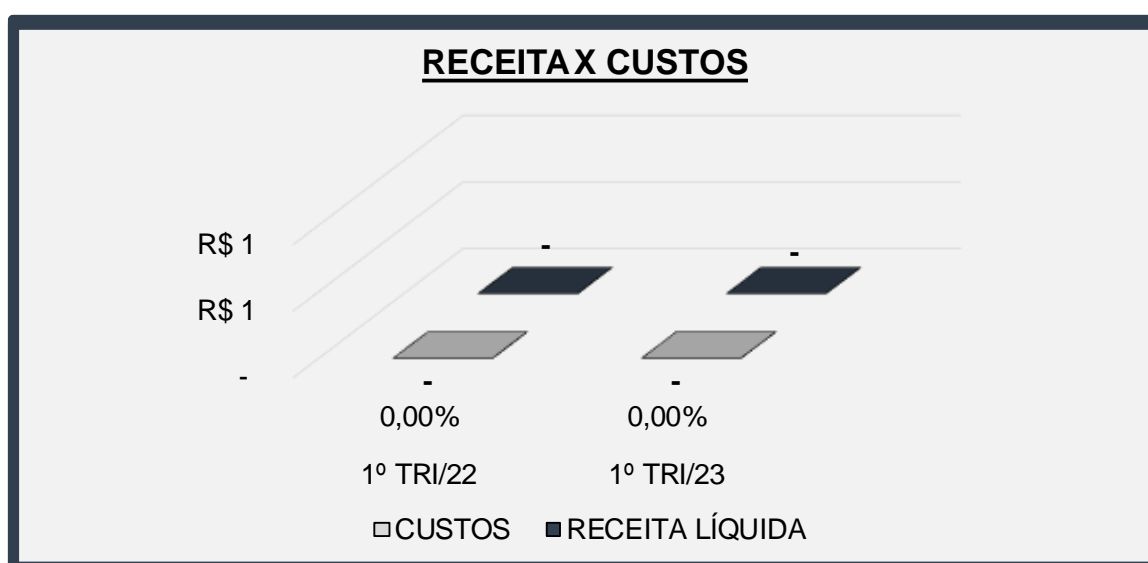 RECEITA X CUSTOS
R$ 1
-
-
R$ 1
-
-
-
0,00%
0,00%
1º TRI/22
1º TRI/23
CUSTOS
RECEITA LÍQUIDA